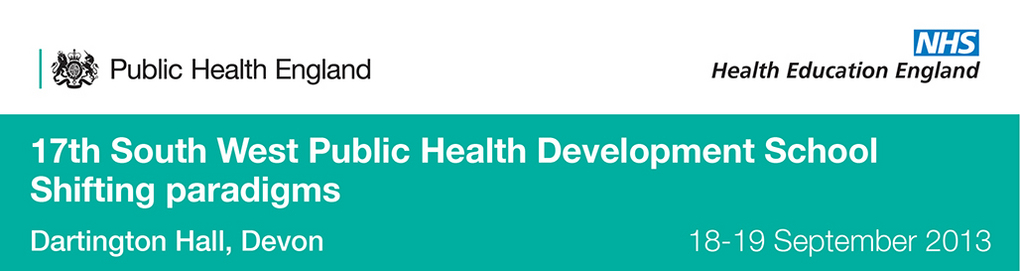 Public Health England
NHS
Health Education England
17th South West Public Health Development School
Shifting paradigms
Dartington Hall, Devon
18-19 September 2013